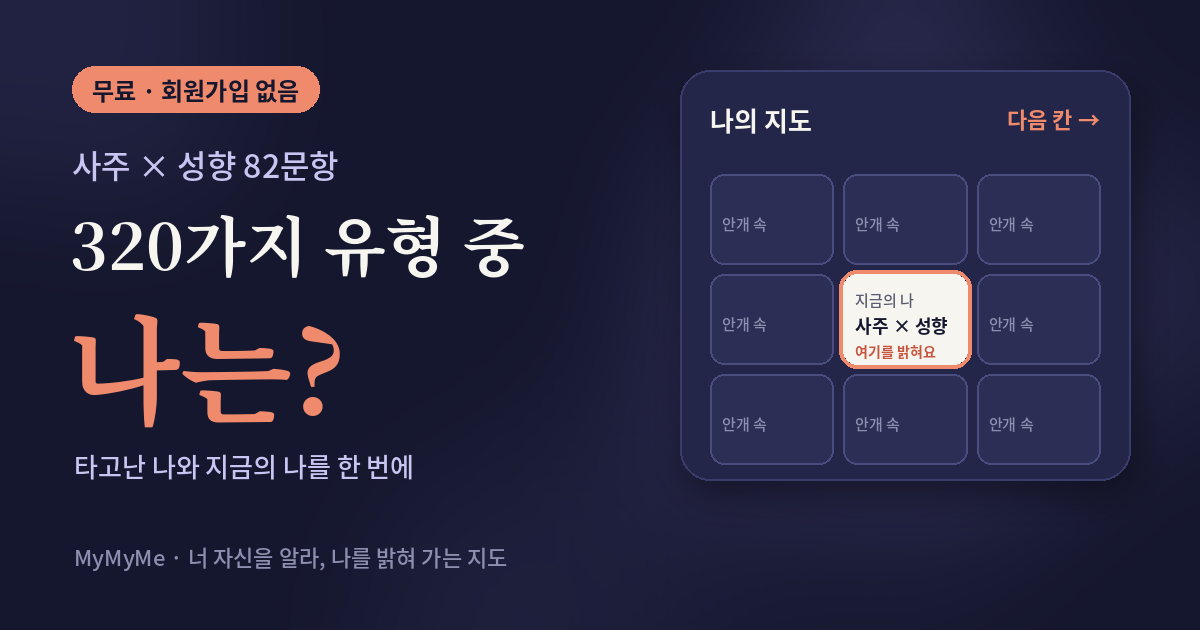 무료 · 회원가입 없음
사주 × 성향 82문항
320가지 유형 중
나는?
타고난 나와 지금의 나를 한 번에
MyMyMe · 너 자신을 알라, 나를 밝혀 가는 지도
나의 지도
다음 칸 →
안개 속
안개 속
안개 속
안개 속
지금의 나
사주 × 성향
여기를 밝혀요
안개 속
안개 속
안개 속
안개 속